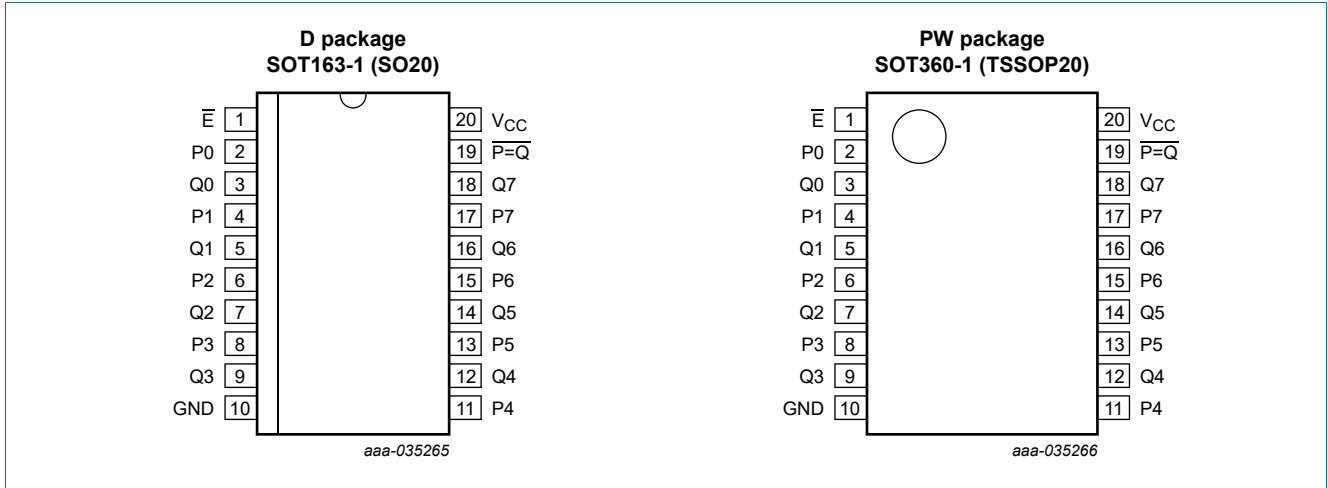 D package
SOT163-1 (SO20)
E 1
P0 2
Q0 3
P1 4
Q1 5
P2 6
Q2 7
P3 8
Q3 9
GND 10
20 VCC
19 P=Q
18 Q7
17 P7
16 Q6
15 P6
14 Q5
13 P5
12 Q4
11 P4
aaa-035265
PW package
SOT360-1 (TSSOP20)
E 1
P0 2
Q0 3
P1 4
Q1 5
P2 6
Q2 7
P3 8
Q3 9
GND 10
20 VCC
19 P=Q
18 Q7
17 P7
16 Q6
15 P6
14 Q5
13 P5
12 Q4
11 P4
aaa-035266